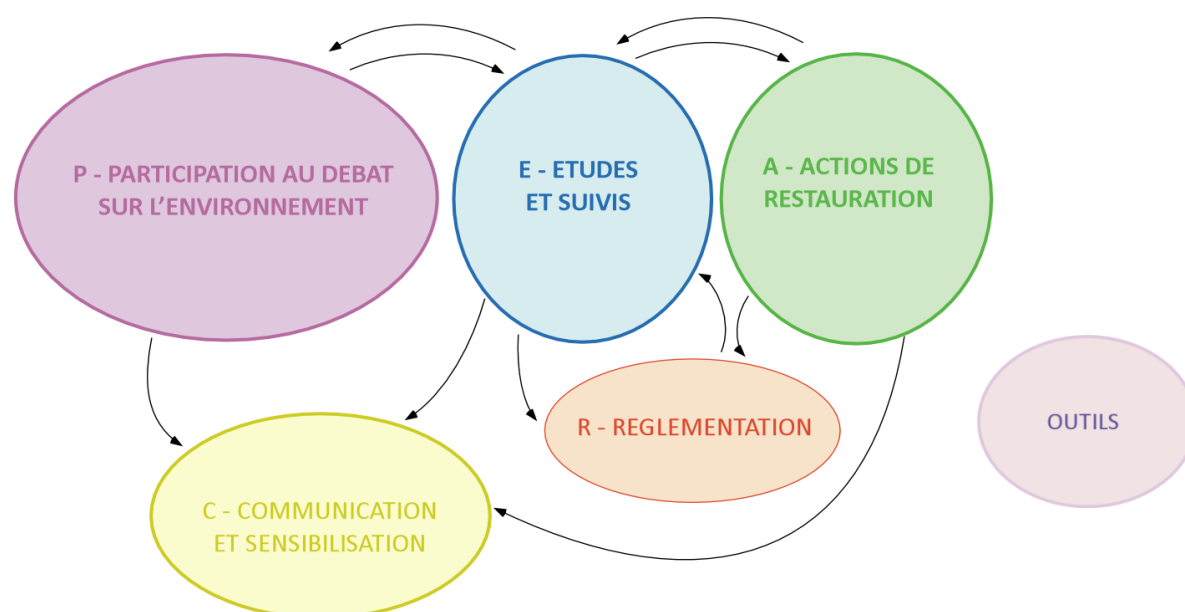 P - PARTICIPATION AU DEBAT
SUR L'ENVIRONNEMENT
E - ETUDES
ET SUIVIS
A - ACTIONS DE
RESTAURATION
R - REGLEMENTATION
OUTILS
C - COMMUNICATION
ET SENSIBILISATION